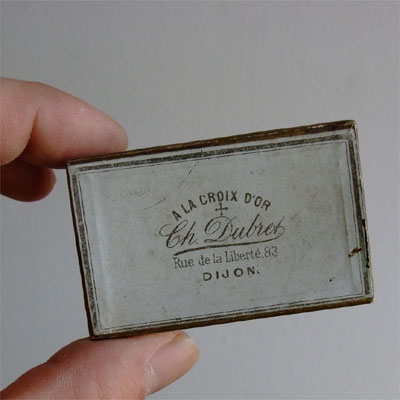 A LA CROIX D'OR
Ch. Dubret
Rue de la Liberté, 83
DIJON.